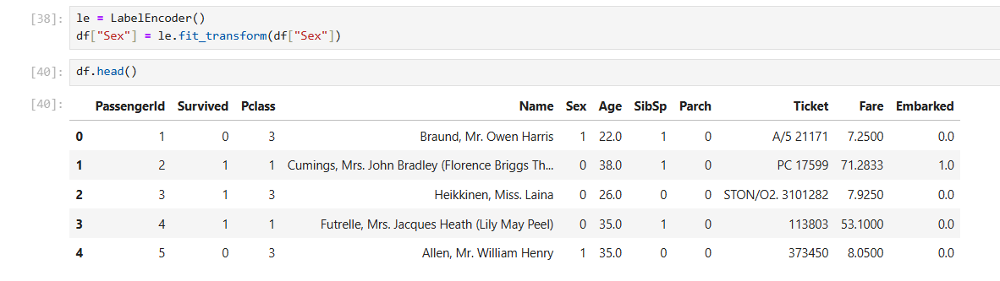 [38]: le = LabelEncoder()
df["Sex"] = le.fit_transform(df["Sex"])
[40]: df.head()
[40]: PassengerId Survived Pclass Name Sex Age SibSp Parch Ticket Fare Embarked
0 1 0 3 Braund, Mr. Owen Harris 1 22.0 1 0 A/5 21171 7.2500 0.0
1 2 1 1 Cumings, Mrs. John Bradley (Florence Briggs Th... 0 38.0 1 0 PC 17599 71.2833 1.0
2 3 1 3 Heikkinen, Miss. Laina 0 26.0 0 0 STON/O2. 3101282 7.9250 0.0
3 4 1 1 Futrelle, Mrs. Jacques Heath (Lily May Peel) 0 35.0 1 0 113803 53.1000 0.0
4 5 0 3 Allen, Mr. William Henry 1 35.0 0 0 373450 8.0500 0.0